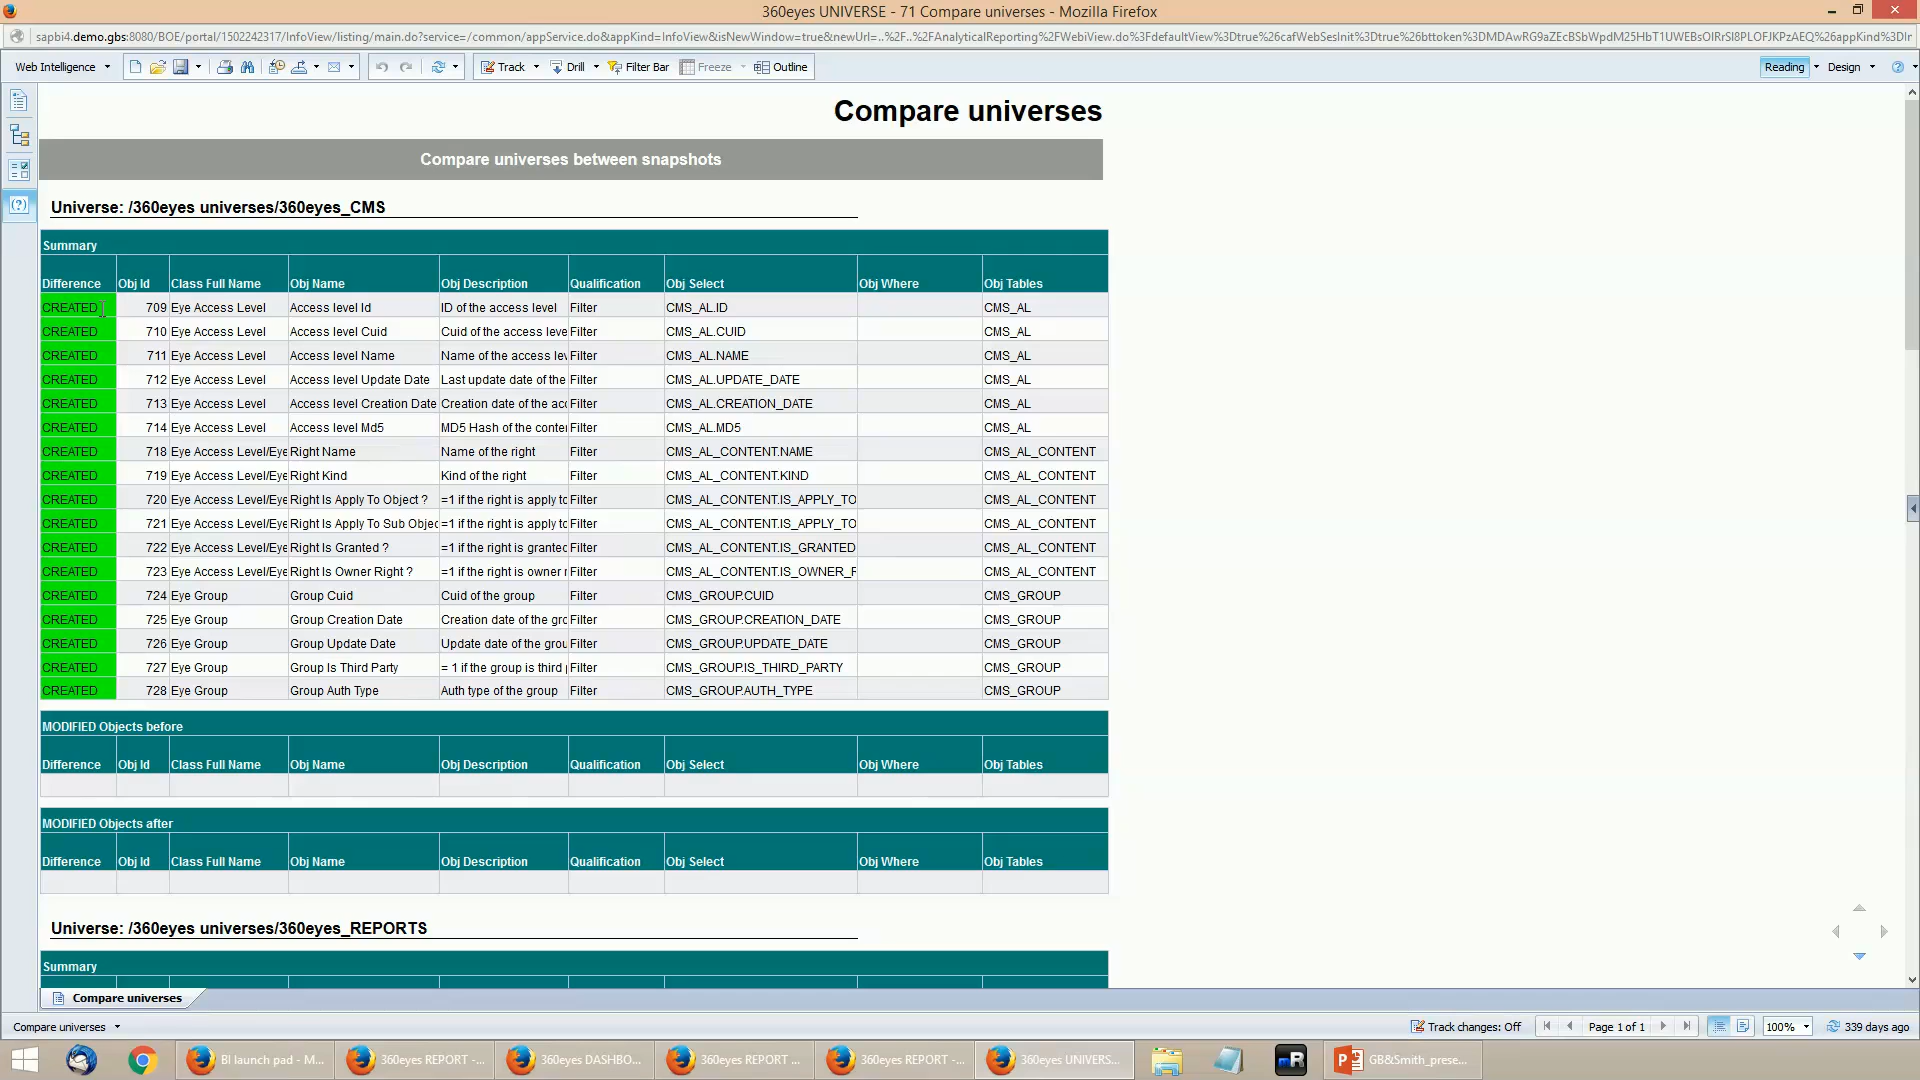 360eyes UNIVERSE - 71 Compare universes - Mozilla Firefox
Web Intelligence
Track
Drill
Filter Bar
Freeze
Outline
Reading
Design
Compare universes
Compare universes between snapshots
Universe: /360eyes universes/360eyes_CMS
Summary
Difference Obj Id Class Full Name Obj Name Obj Description Qualification Obj Select Obj Where Obj Tables
CREATED 709 Eye Access Level Access level Id ID of the access level Filter CMS_AL.ID CMS_AL
CREATED 710 Eye Access Level Access level Cuid Cuid of the access leve Filter CMS_AL.CUID CMS_AL
CREATED 711 Eye Access Level Access level Name Name of the access lev Filter CMS_AL.NAME CMS_AL
CREATED 712 Eye Access Level Access level Update Date Last update date of the Filter CMS_AL.UPDATE_DATE CMS_AL
CREATED 713 Eye Access Level Access level Creation Date Creation date of the acc Filter CMS_AL.CREATION_DATE CMS_AL
CREATED 714 Eye Access Level Access level Md5 MD5 Hash of the conter Filter CMS_AL.MD5 CMS_AL
CREATED 718 Eye Access Level/Eye Right Name Name of the right Filter CMS_AL_CONTENT.NAME CMS_AL_CONTENT
CREATED 719 Eye Access Level/Eye Right Kind Kind of the right Filter CMS_AL_CONTENT.KIND CMS_AL_CONTENT
CREATED 720 Eye Access Level/Eye Right Is Apply To Object ? =1 if the right is apply to Filter CMS_AL_CONTENT.IS_APPLY_TO CMS_AL_CONTENT
CREATED 721 Eye Access Level/Eye Right Is Apply To Sub Objec =1 if the right is apply to Filter CMS_AL_CONTENT.IS_APPLY_TO CMS_AL_CONTENT
CREATED 722 Eye Access Level/Eye Right Is Granted ? =1 if the right is grantec Filter CMS_AL_CONTENT.IS_GRANTED CMS_AL_CONTENT
CREATED 723 Eye Access Level/Eye Right Is Owner Right ? =1 if the right is owner r Filter CMS_AL_CONTENT.IS_OWNER_F CMS_AL_CONTENT
CREATED 724 Eye Group Group Cuid Cuid of the group Filter CMS_GROUP.CUID CMS_GROUP
CREATED 725 Eye Group Group Creation Date Creation date of the grc Filter CMS_GROUP.CREATION_DATE CMS_GROUP
CREATED 726 Eye Group Group Update Date Update date of the grou Filter CMS_GROUP.UPDATE_DATE CMS_GROUP
CREATED 727 Eye Group Group Is Third Party = 1 if the group is third Filter CMS_GROUP.IS_THIRD_PARTY CMS_GROUP
CREATED 728 Eye Group Group Auth Type Auth type of the group Filter CMS_GROUP.AUTH_TYPE CMS_GROUP
MODIFIED Objects before
Difference Obj Id Class Full Name Obj Name Obj Description Qualification Obj Select Obj Where Obj Tables
MODIFIED Objects after
Difference Obj Id Class Full Name Obj Name Obj Description Qualification Obj Select Obj Where Obj Tables
Universe: /360eyes universes/360eyes_REPORTS
Summary
Compare universes
Compare universes
Track changes: Off
Page 1 of 1
100%
339 days ago
BI launch pad - M...
360eyes REPORT -...
360eyes DASHBO...
360eyes REPORT ...
360eyes REPORT -...
360eyes UNIVERS...
GB&Smith_prese...